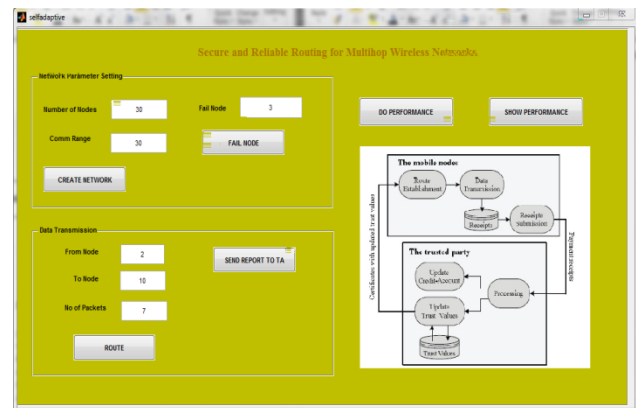 selfadaptive
Secure and Reliable Routing for Multihop Wireless Networks.
Network Parameter Setting
Number of Nodes
30
Fail Node
3
Comm Range
30
FAIL NODE
CREATE NETWORK
DO PERFORMANCE
SHOW PERFORMANCE
Data Transmission
From Node
2
To Node
10
No of Packets
7
SEND REPORT TO TA
ROUTE
The mobile nodes
Route
Establishment
Data
Transmission
Receipts
Receipts
submission
Certificates with updated trust values
Payment receipts
The trusted party
Update
Credit-Account
Processing
Update
Trust Values
Trust Values